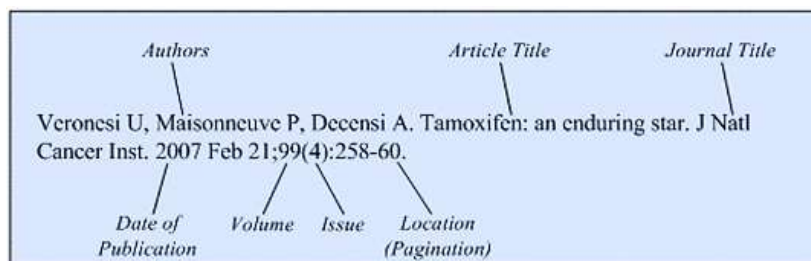 Authors Article Title Journal Title
Veronesi U, Maisonneuve P, Decensi A. Tamoxifen: an enduring star. J Natl
Cancer Inst. 2007 Feb 21;99(4):258-60.
Date of Volume Issue Location
Publication (Pagination)